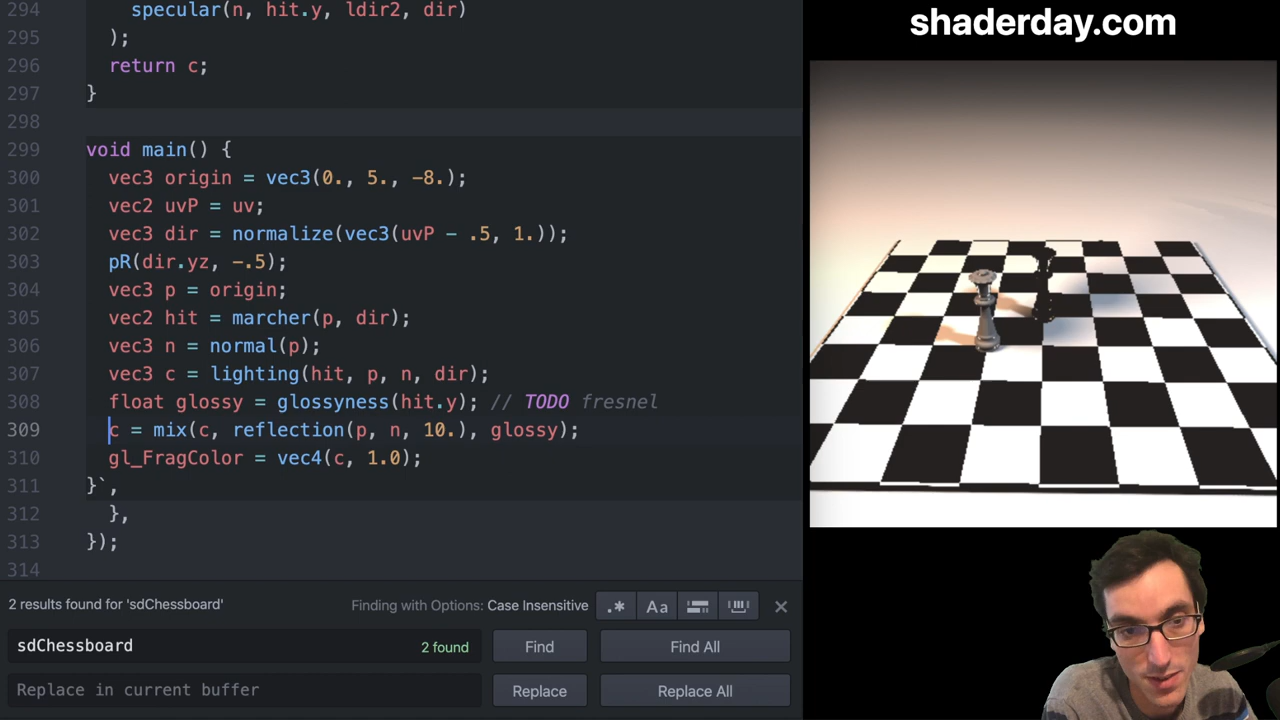 294 specular(n, hit.y, ldir2, dir)
295 );
296 return c;
297 }
298
299 void main() {
300 vec3 origin = vec3(0., 5., -8.);
301 vec2 uvP = uv;
302 vec3 dir = normalize(vec3(uvP - .5, 1.));
303 pR(dir.yz, -.5);
304 vec3 p = origin;
305 vec2 hit = marcher(p, dir);
306 vec3 n = normal(p);
307 vec3 c = lighting(hit, p, n, dir);
308 float glossy = glossyness(hit.y); // TODO fresnel
309 c = mix(c, reflection(p, n, 10.), glossy);
310 gl_FragColor = vec4(c, 1.0);
311 }`,
312 },
313 });
314
2 results found for 'sdChessboard'
Finding with Options: Case Insensitive
.* Aa
sdChessboard 2 found
Find Find All
Replace in current buffer
Replace Replace All
shaderday.com